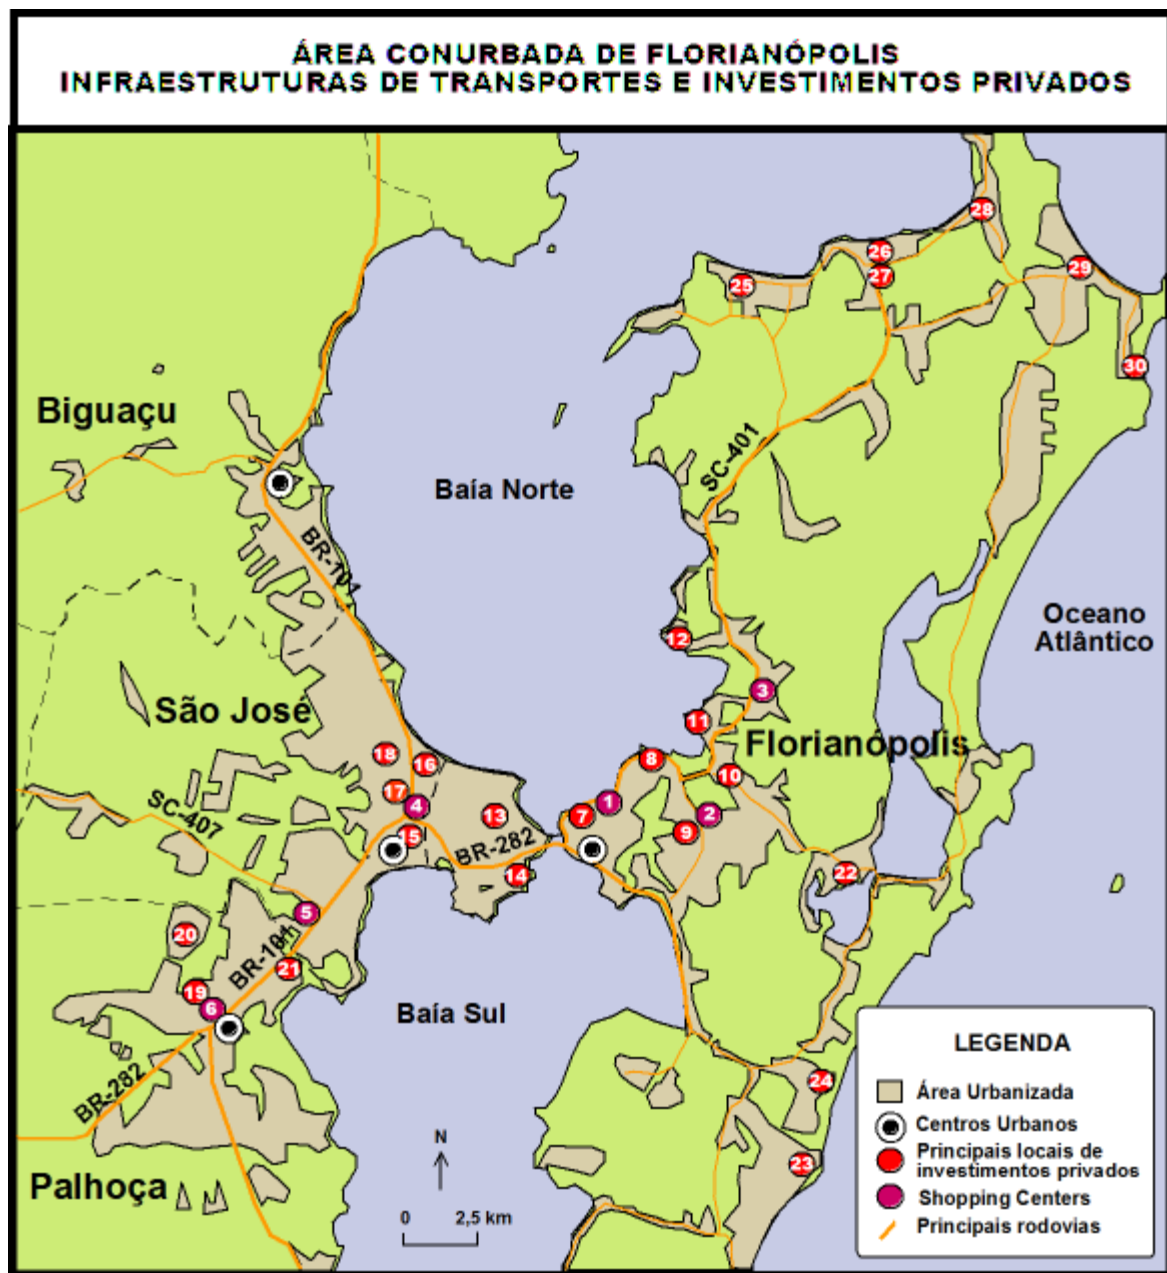 ÁREA CONURBADA DE FLORIANÓPOLIS
INFRAESTRUTURAS DE TRANSPORTES E INVESTIMENTOS PRIVADOS
28
26
27
29
25
30
Biguaçu
SC-401
Baía Norte
BR-101
Oceano
Atlântico
12
3
São José
11
Florianópolis
18
16
8
10
17
4
1
SC-407
7
2
13
9
15
BR-282
14
22
5
20
BR-101
21
19
6
Baía Sul
BR-282
24
23
Palhoça
N
0 2,5 km
LEGENDA
Área Urbanizada
Centros Urbanos
Principais locais de
investimentos privados
Shopping Centers
Principais rodovias